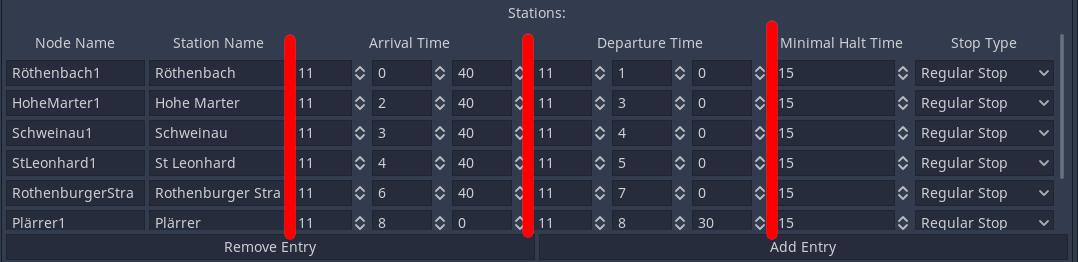 Stations:
Node Name Station Name Arrival Time Departure Time Minimal Halt Time Stop Type
Röthenbach1 Röthenbach 11 0 40 11 1 0 15 Regular Stop
HoheMarter1 Hohe Marter 11 2 40 11 3 0 15 Regular Stop
Schweinau1 Schweinau 11 3 40 11 4 0 15 Regular Stop
StLeonhard1 St Leonhard 11 4 40 11 5 0 15 Regular Stop
RothenburgerStra Rothenburger Stra 11 6 40 11 7 0 15 Regular Stop
Plärrer1 Plärrer 11 8 0 11 8 30 15 Regular Stop
Remove Entry Add Entry